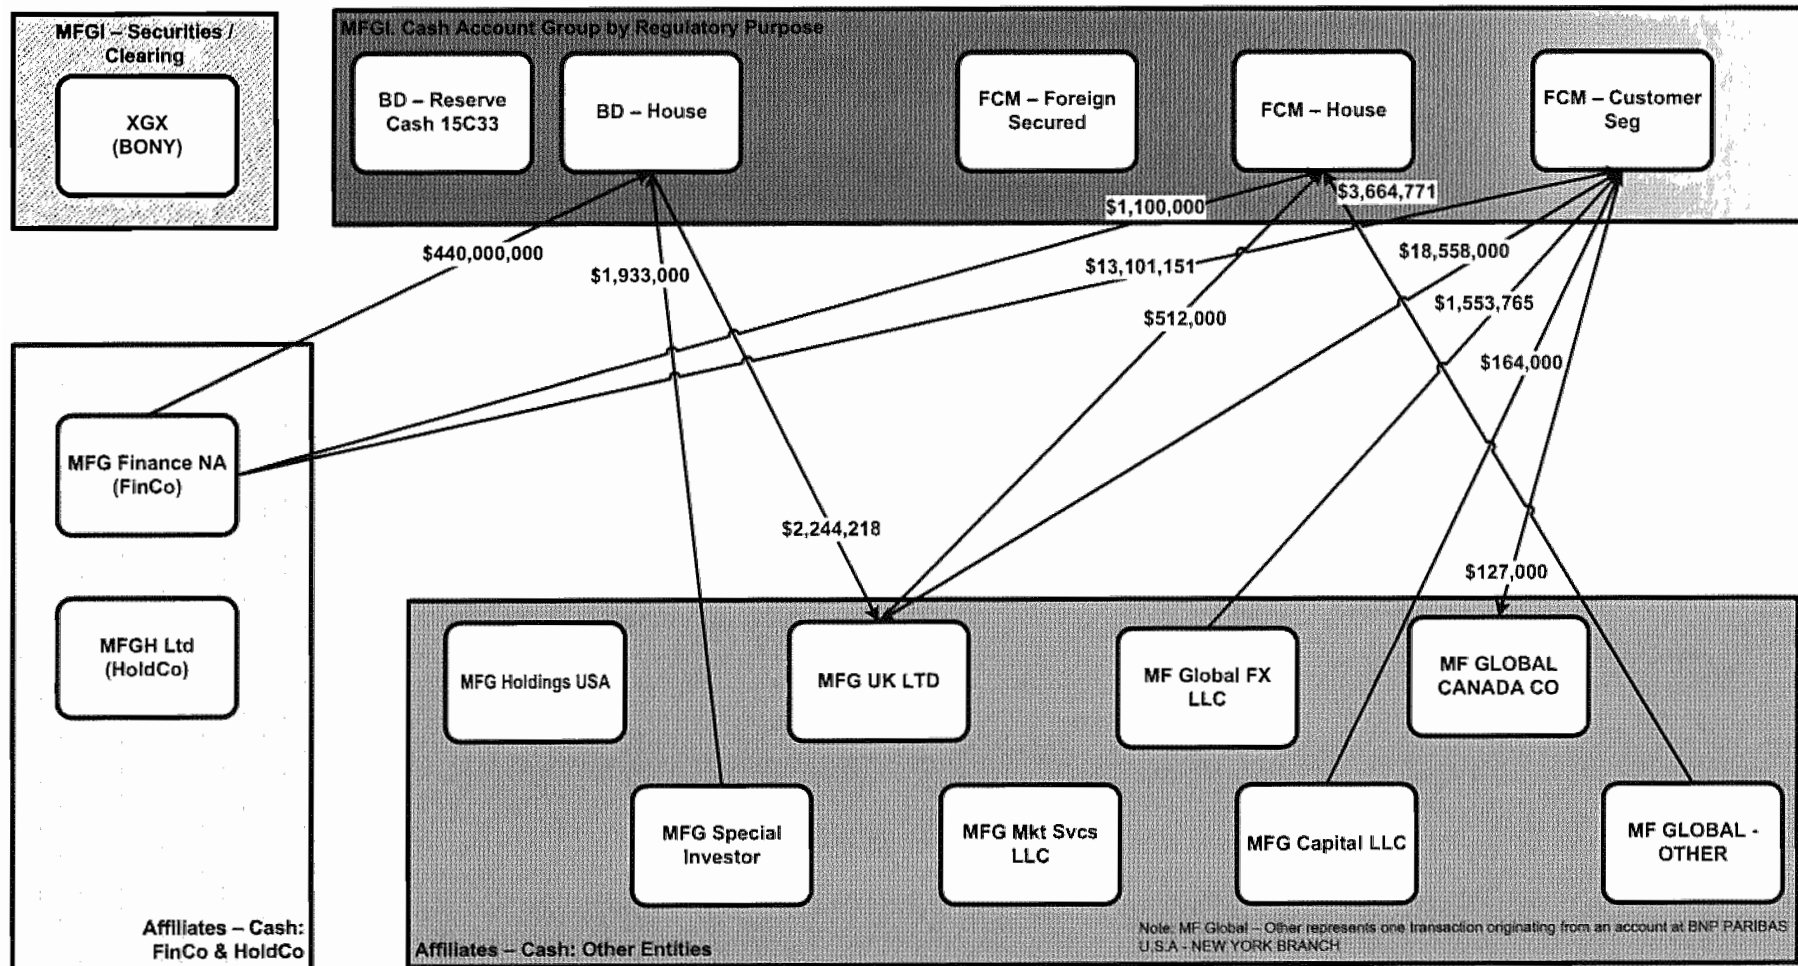 MFGI – Securities /
Clearing
XGX
(BONY)
MFGI. Cash Account Group by Regulatory Purpose
BD – Reserve
Cash 15C33
BD – House
FCM – Foreign
Secured
FCM – House
FCM – Customer
Seg
$3,664,771
$1,100,000
$440,000,000
$1,933,000
$13,101,151
$18,558,000
$512,000
$1,553,765
$164,000
$2,244,218
$127,000
MFG Finance NA
(FinCo)
MFGH Ltd
(HoldCo)
Affiliates – Cash:
FinCo & HoldCo
MFG Holdings USA
MFG UK LTD
MF Global FX
LLC
MF GLOBAL
CANADA CO
MFG Special
Investor
MFG Mkt Svcs
LLC
MFG Capital LLC
MF GLOBAL -
OTHER
Affiliates – Cash: Other Entities
Note: MF Global – Other represents one transaction originating from an account at BNP PARIBAS
U.S.A - NEW YORK BRANCH